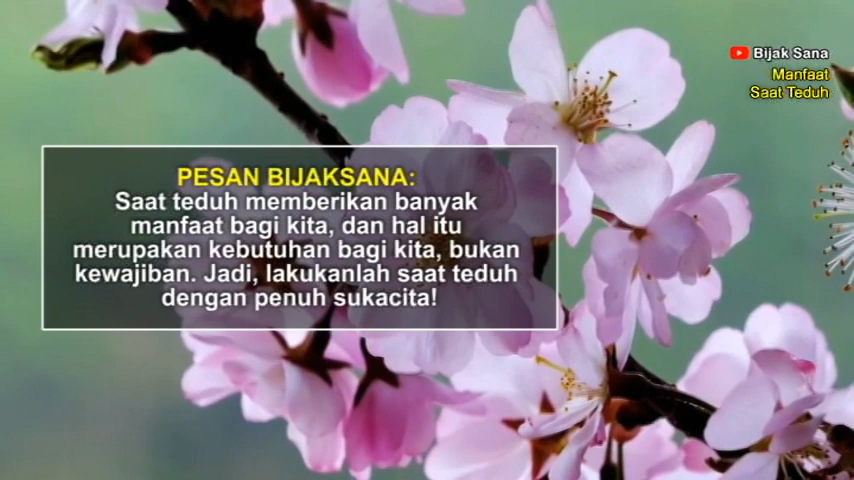 Bijak Sana
Manfaat
Saat Teduh
PESAN BIJAKSANA:
Saat teduh memberikan banyak
manfaat bagi kita, dan hal itu
merupakan kebutuhan bagi kita, bukan
kewajiban. Jadi, lakukanlah saat teduh
dengan penuh sukacita!